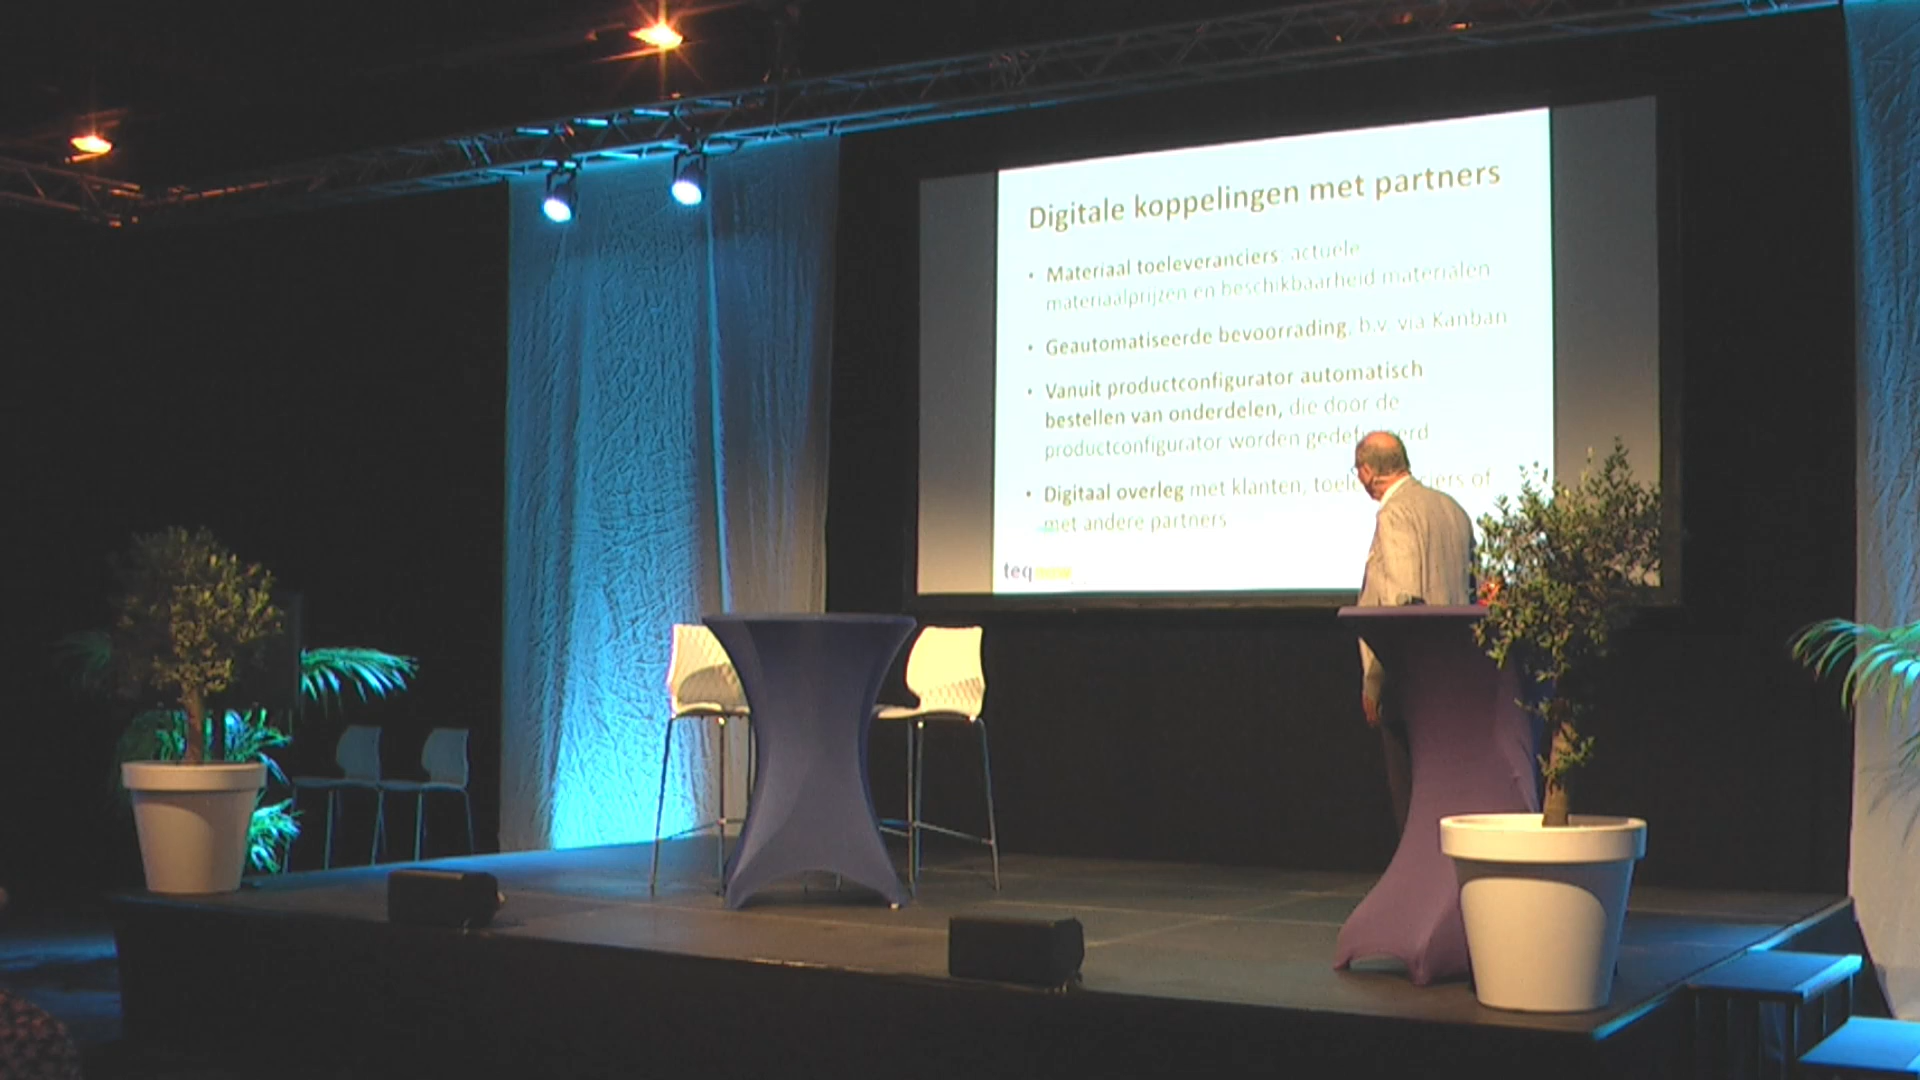 Digitale koppelingen met partners
• Materiaal toeleveranciers, actuele
materiaalprijzen en beschikbaarheid materialen
• Geautomatiseerde bevoorrading, b.v. via Kanban
• Vanuit productconfigurator automatisch
bestellen van onderdelen, die door de
productconfigurator worden
• Digitaal overleg met klanten, of
met andere partners
teq